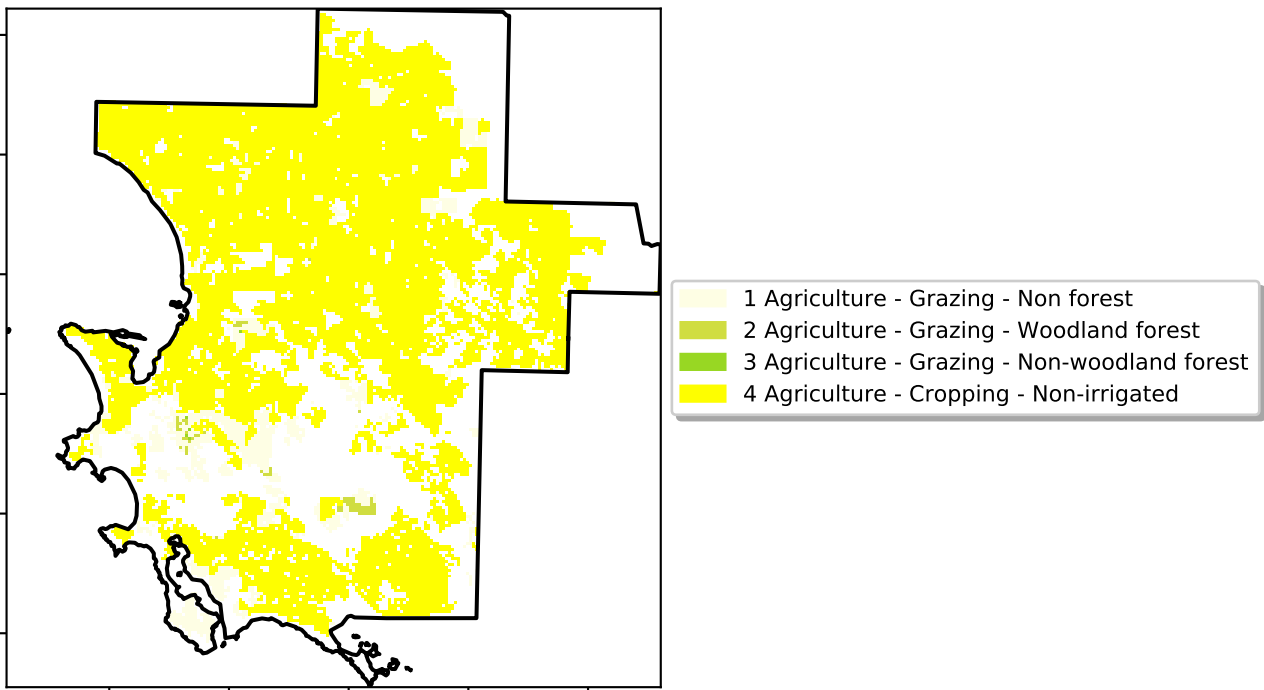 1 Agriculture - Grazing - Non forest
2 Agriculture - Grazing - Woodland forest
3 Agriculture - Grazing - Non-woodland forest
4 Agriculture - Cropping - Non-irrigated